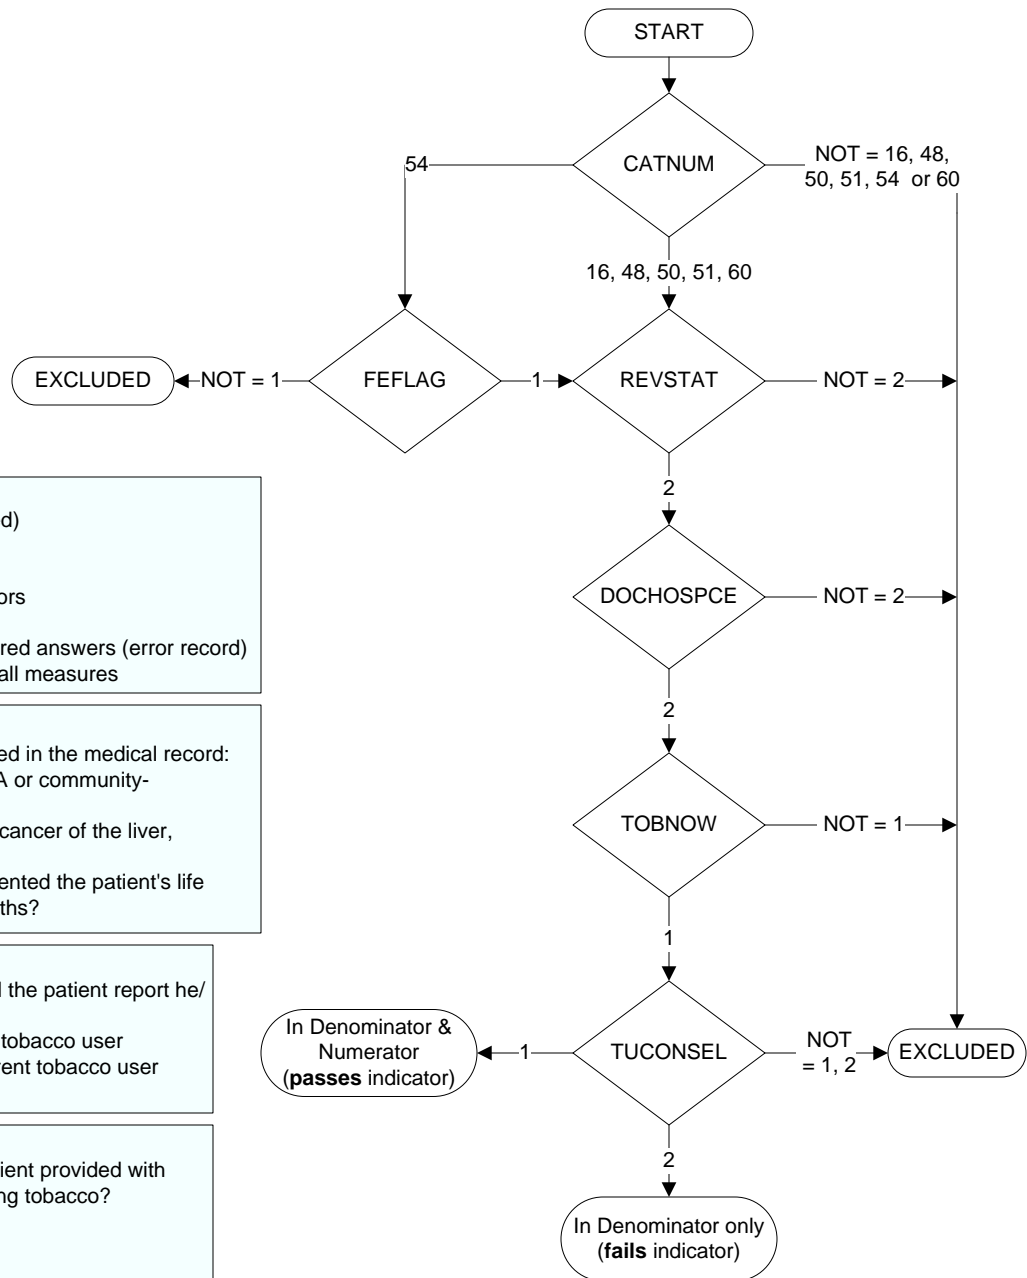 START
CATNUM
54
NOT = 16, 48,
50, 51, 54 or 60
16, 48, 50, 51, 60
EXCLUDED
NOT = 1
FEFLAG
1
REVSTAT
NOT = 2
2
DOCHOSPCE
NOT = 2
2
TOBNOW
NOT = 1
1
In Denominator &
Numerator
(passes indicator)
1
TUCONSEL
NOT
= 1, 2
EXCLUDED
2
In Denominator only
(fails indicator)
ed)
ors
red answers (error record)
all measures
ed in the medical record:
A or community-
cancer of the liver,
ented the patient's life
ths?
the patient report he/
tobacco user
ent tobacco user
ient provided with
ng tobacco?